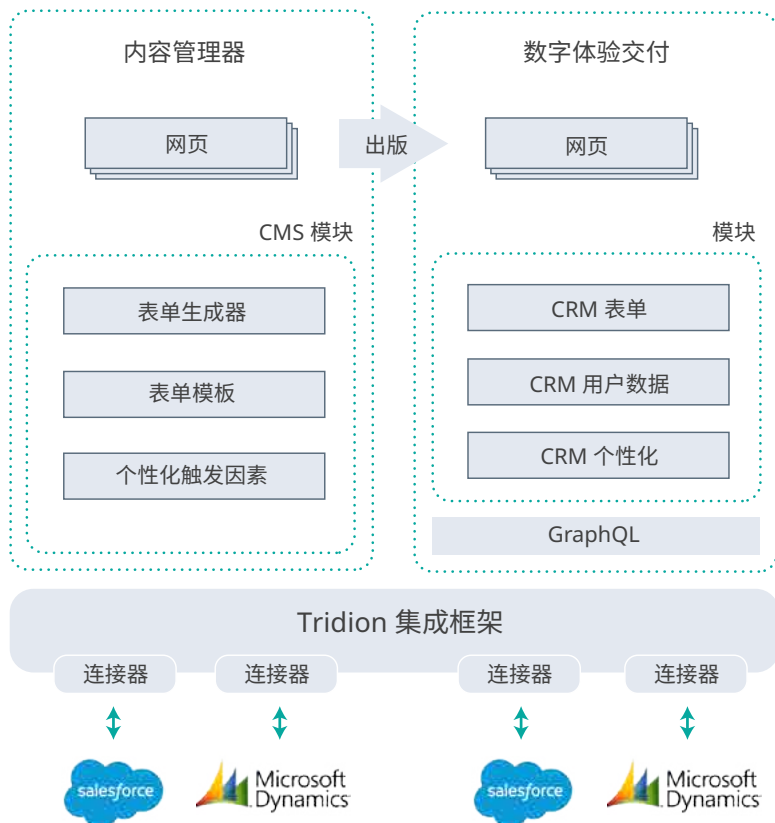 内容管理器
网页
出版
CMS 模块
表单生成器
表单模板
个性化触发因素
数字体验交付
网页
模块
CRM 表单
CRM 用户数据
CRM 个性化
GraphQL
Tridion 集成框架
连接器
连接器
连接器
连接器
salesforce
Microsoft
Dynamics
salesforce
Microsoft
Dynamics